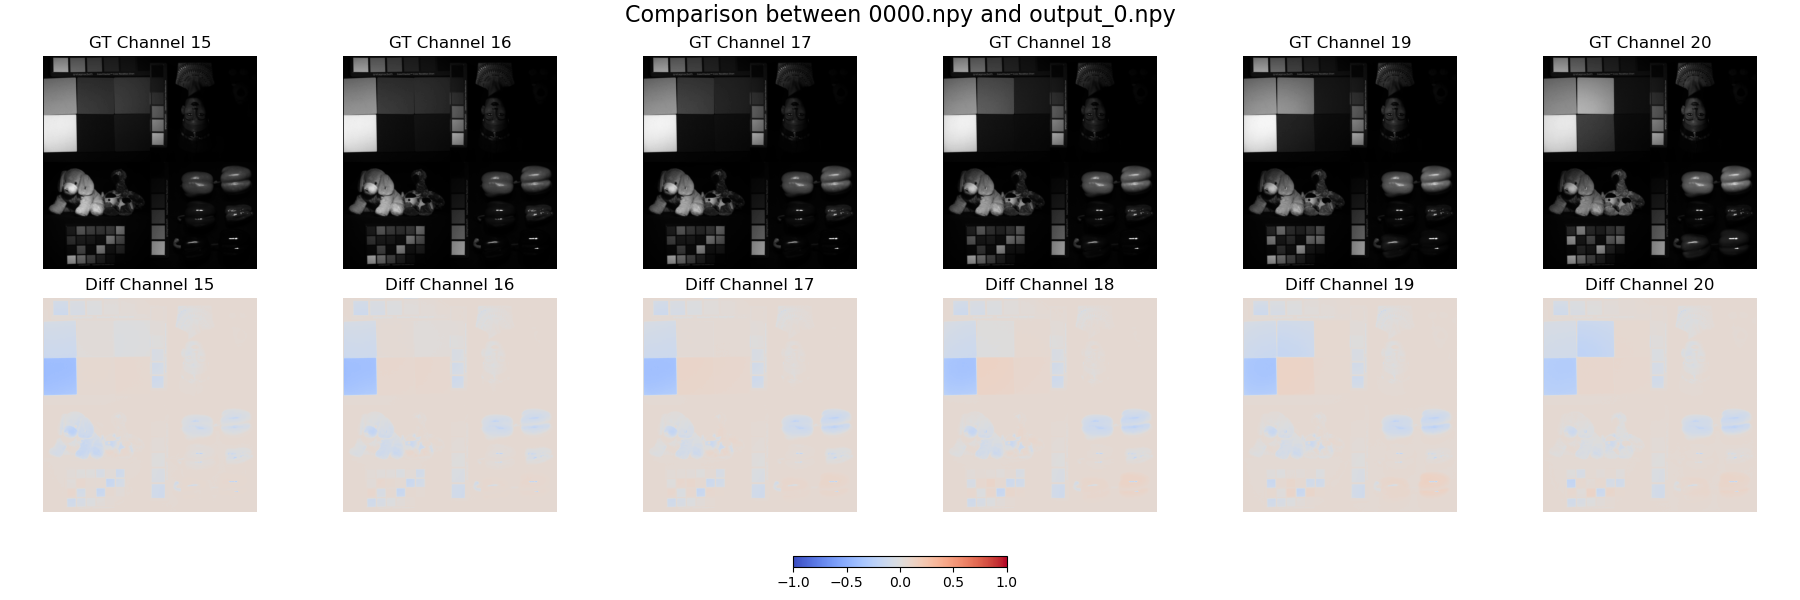 Comparison between 0000.npy and output_0.npy
GT Channel 15
GT Channel 16
GT Channel 17
GT Channel 18
GT Channel 19
GT Channel 20
Diff Channel 15
Diff Channel 16
Diff Channel 17
Diff Channel 18
Diff Channel 19
Diff Channel 20
−1.0
−0.5
0.0
0.5
1.0